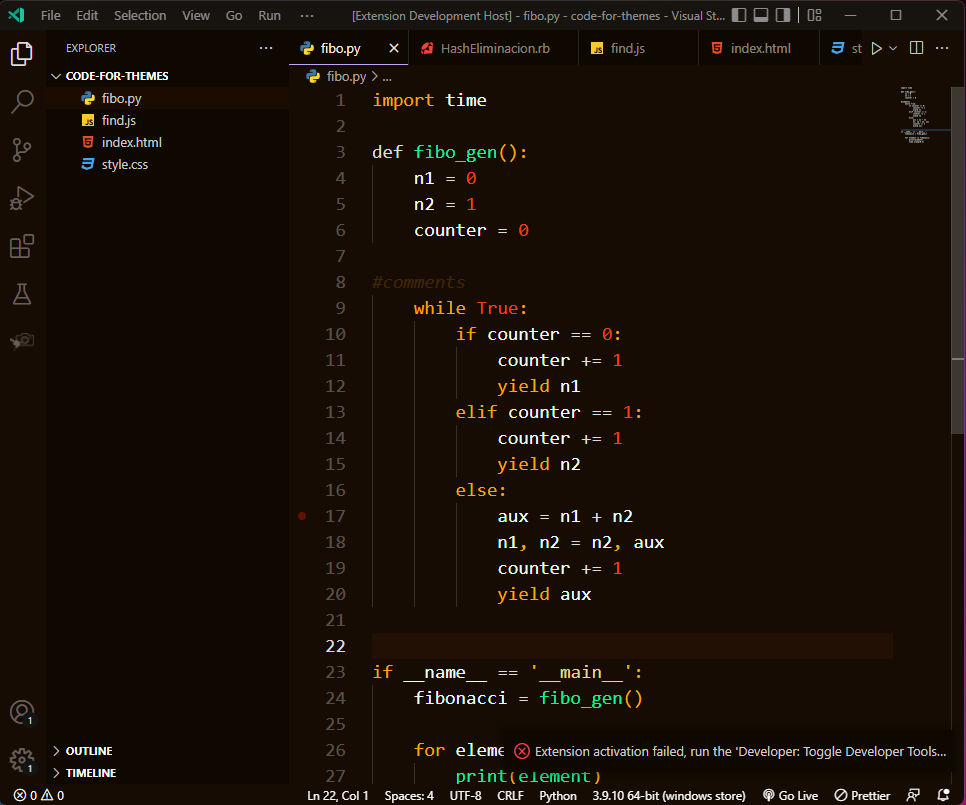 File Edit Selection View Go Run ··· [Extension Development Host] - fibo.py - code-for-themes - Visual St...
EXPLORER ···
CODE-FOR-THEMES
fibo.py
find.js
index.html
style.css
OUTLINE
TIMELINE
fibo.py HashEliminacion.rb find.js index.html st ···
fibo.py > ...
1 import time
2
3 def fibo_gen():
4 n1 = 0
5 n2 = 1
6 counter = 0
7
8 #comments
9 while True:
10 if counter == 0:
11 counter += 1
12 yield n1
13 elif counter == 1:
14 counter += 1
15 yield n2
16 else:
17 aux = n1 + n2
18 n1, n2 = n2, aux
19 counter += 1
20 yield aux
21
22
23 if __name__ == '__main__':
24 fibonacci = fibo_gen()
25
26 for eleme
27 print(element)
Extension activation failed, run the 'Developer: Toggle Developer Tools...
1
1
0 0 Ln 22, Col 1 Spaces: 4 UTF-8 CRLF Python 3.9.10 64-bit (windows store) Go Live Prettier